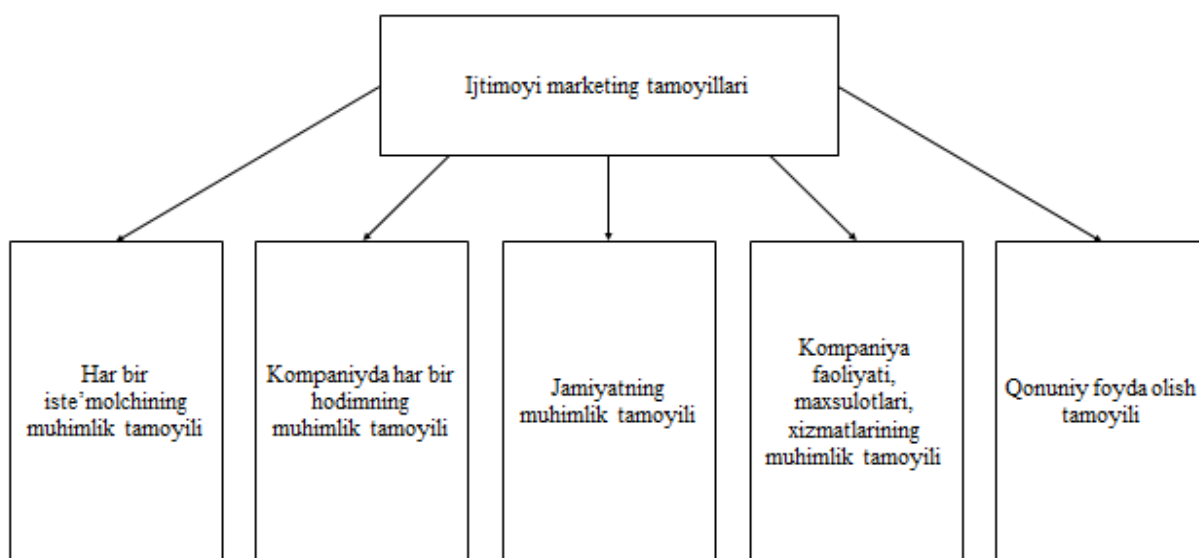 Ijtimoyi marketing tamoyillari
Har bir
iste’molchining
muhimlik tamoyili
Kompaniyda har bir
hodimning
muhimlik tamoyili
Jamiyatning
muhimlik tamoyili
Kompaniya
faoliyati,
maxsulotlari,
xizmatlarining
muhimlik tamoyili
Qonuniy foyda olish
tamoyili